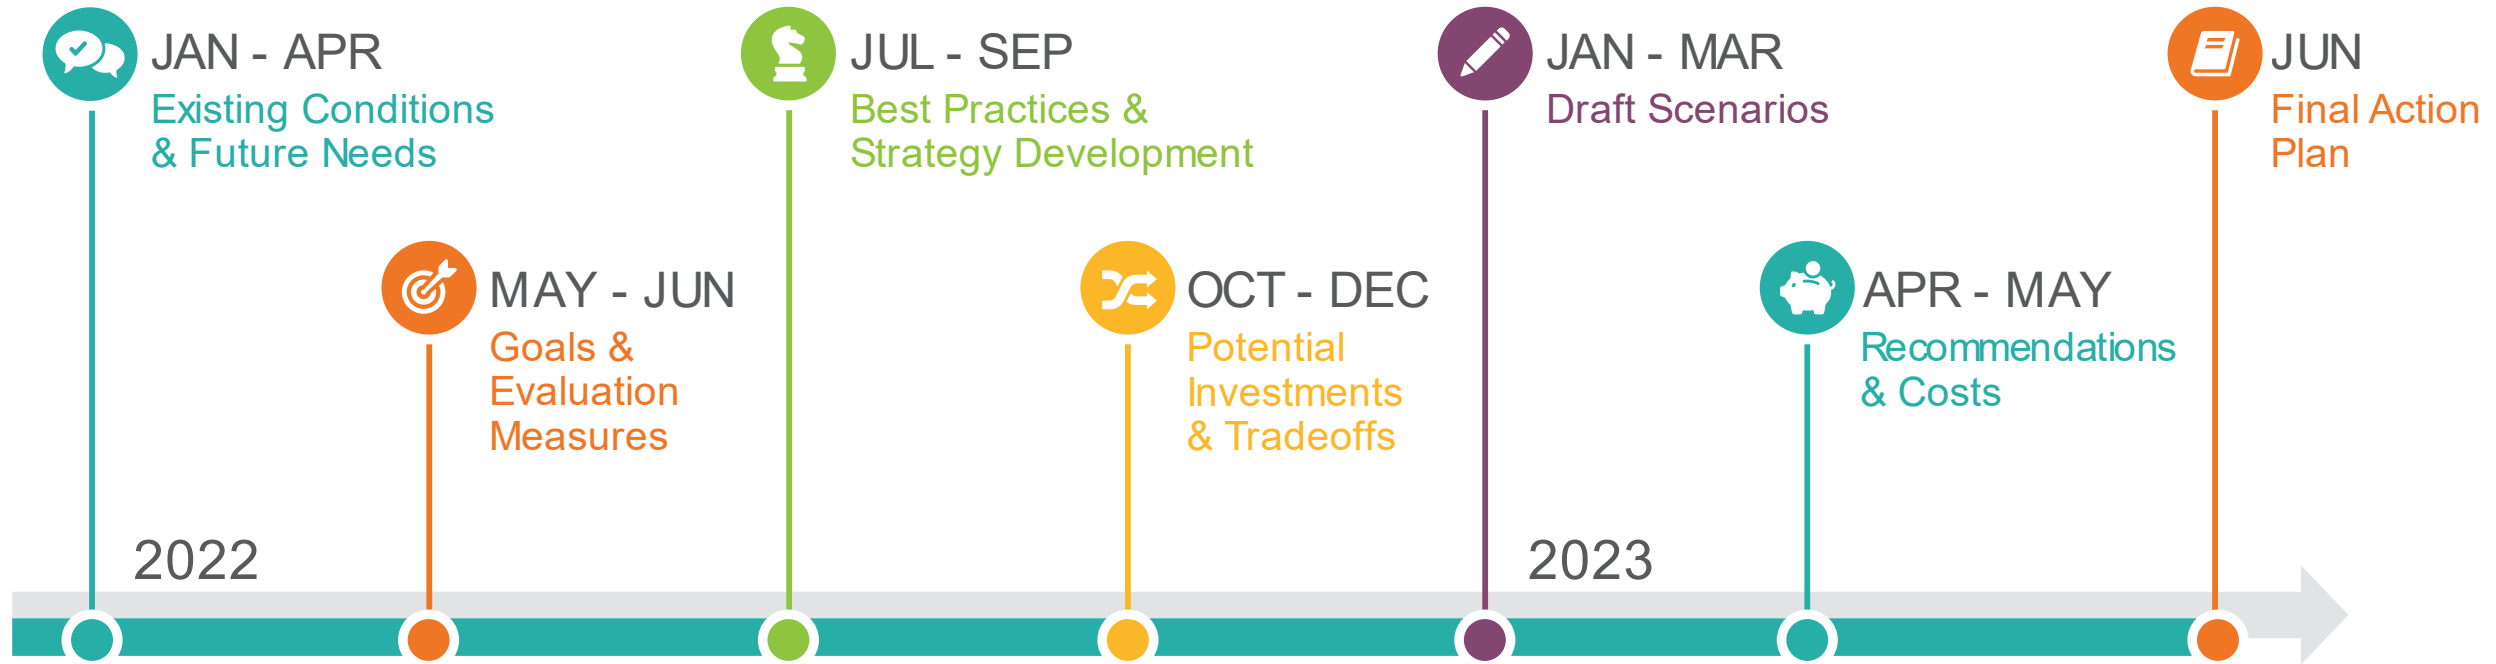 JAN - APR
Existing Conditions
& Future Needs
MAY - JUN
Goals &
Evaluation
Measures
JUL - SEP
Best Practices &
Strategy Development
OCT - DEC
Potential
Investments
& Tradeoffs
JAN - MAR
Draft Scenarios
APR - MAY
Recommendations
& Costs
JUN
Final Action
Plan
2022
2023